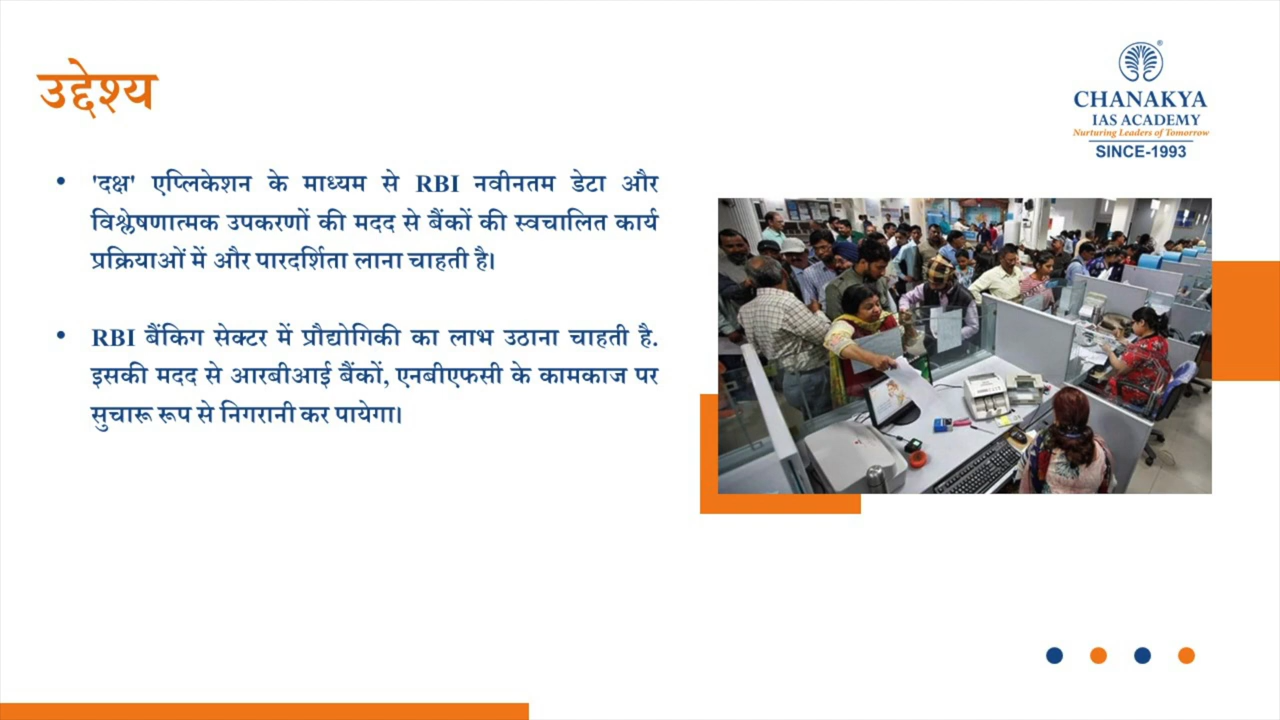 उद्देश्य
CHANAKYA
IAS ACADEMY
Nurturing Leaders of Tomorrow
SINCE-1993
• 'दक्ष' एप्लिकेशन के माध्यम से RBI नवीनतम डेटा और
विश्लेषणात्मक उपकरणों की मदद से बैंकों की स्वचालित कार्य
प्रक्रियाओं में और पारदर्शिता लाना चाहती है।
• RBI बैंकिग सेक्टर में प्रौद्योगिकी का लाभ उठाना चाहती है.
इसकी मदद से आरबीआई बैंकों, एनबीएफसी के कामकाज पर
सुचारू रूप से निगरानी कर पायेगा।